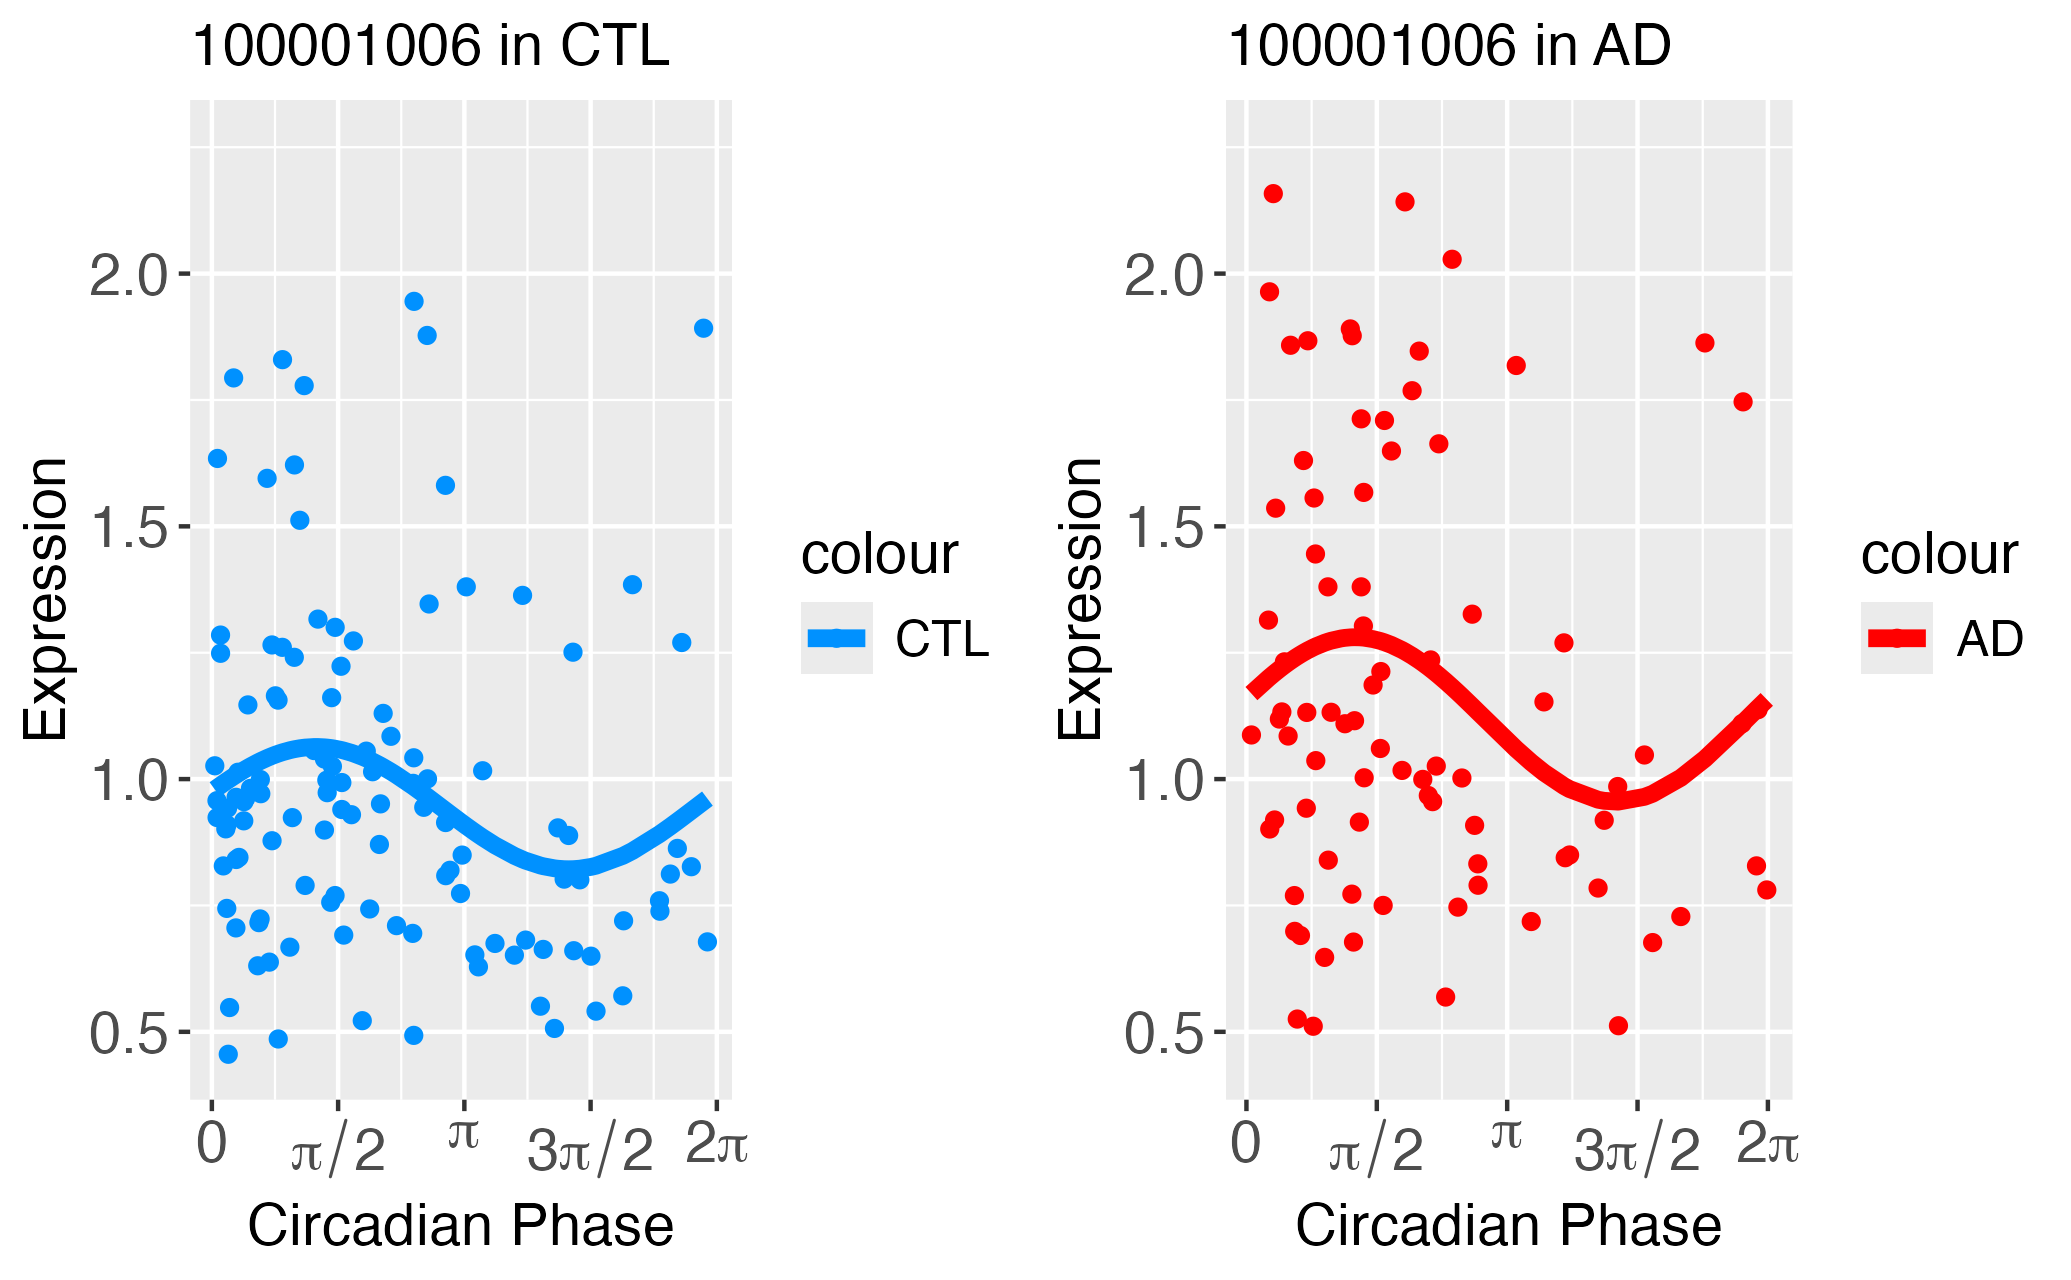 100001006 in CTL
Expression
2.0
1.5
1.0
0.5
0 π/2 π 3π/2 2π
Circadian Phase
colour
CTL
100001006 in AD
Expression
2.0
1.5
1.0
0.5
0 π/2 π 3π/2 2π
Circadian Phase
colour
AD